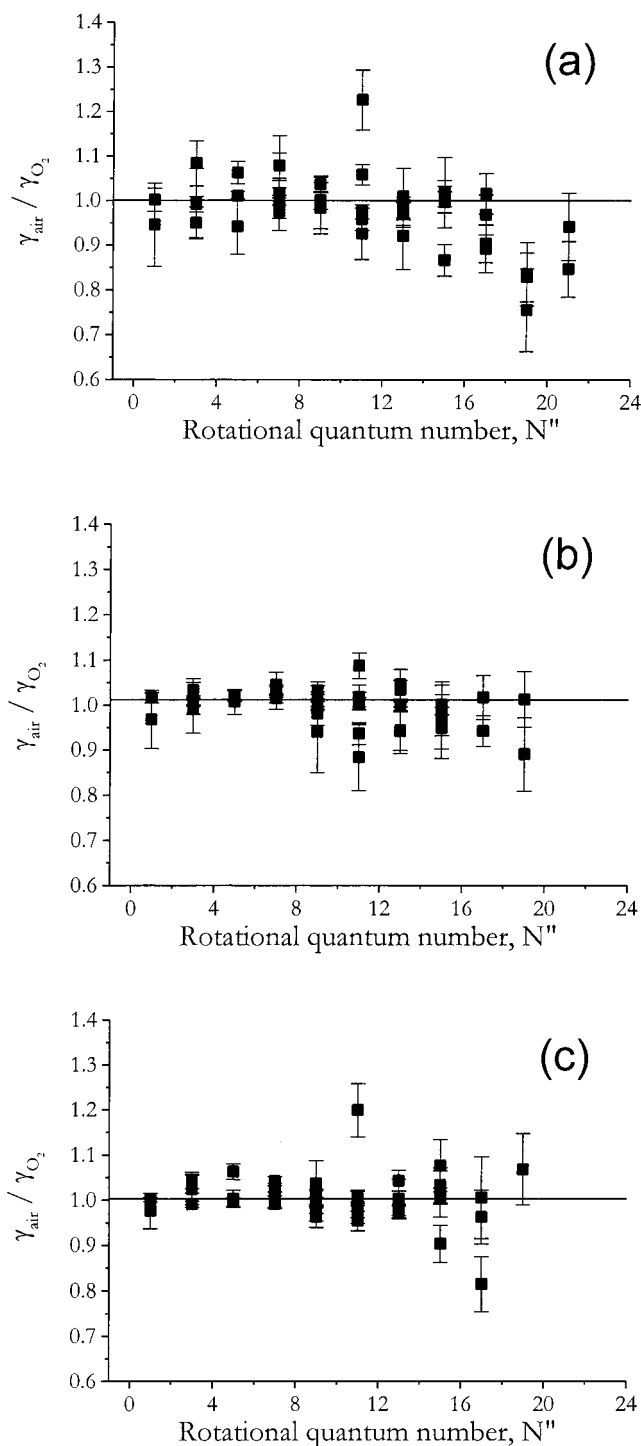 (a)
1.4
1.3
1.2
1.1
1.0
0.9
0.8
0.7
0.6
γair / γO2
0 4 8 12 16 20 24
Rotational quantum number, N"
(b)
1.4
1.3
1.2
1.1
1.0
0.9
0.8
0.7
0.6
γair / γO2
0 4 8 12 16 20 24
Rotational quantum number, N"
(c)
1.4
1.3
1.2
1.1
1.0
0.9
0.8
0.7
0.6
γair / γO2
0 4 8 12 16 20 24
Rotational quantum number, N"